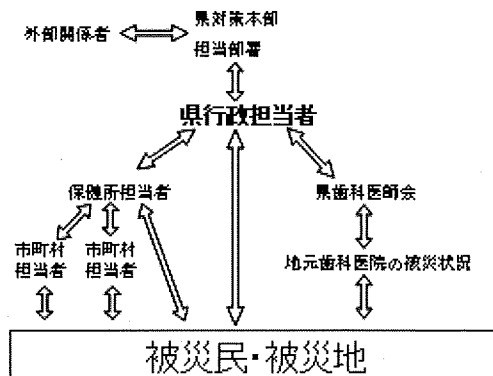 県対策本部
外部関係者
担当部署
県行政担当者
保健所担当者
県歯科医師会
市町村 市町村
担当者 担当者
地元歯科医院の被災状況
被災民・被災地